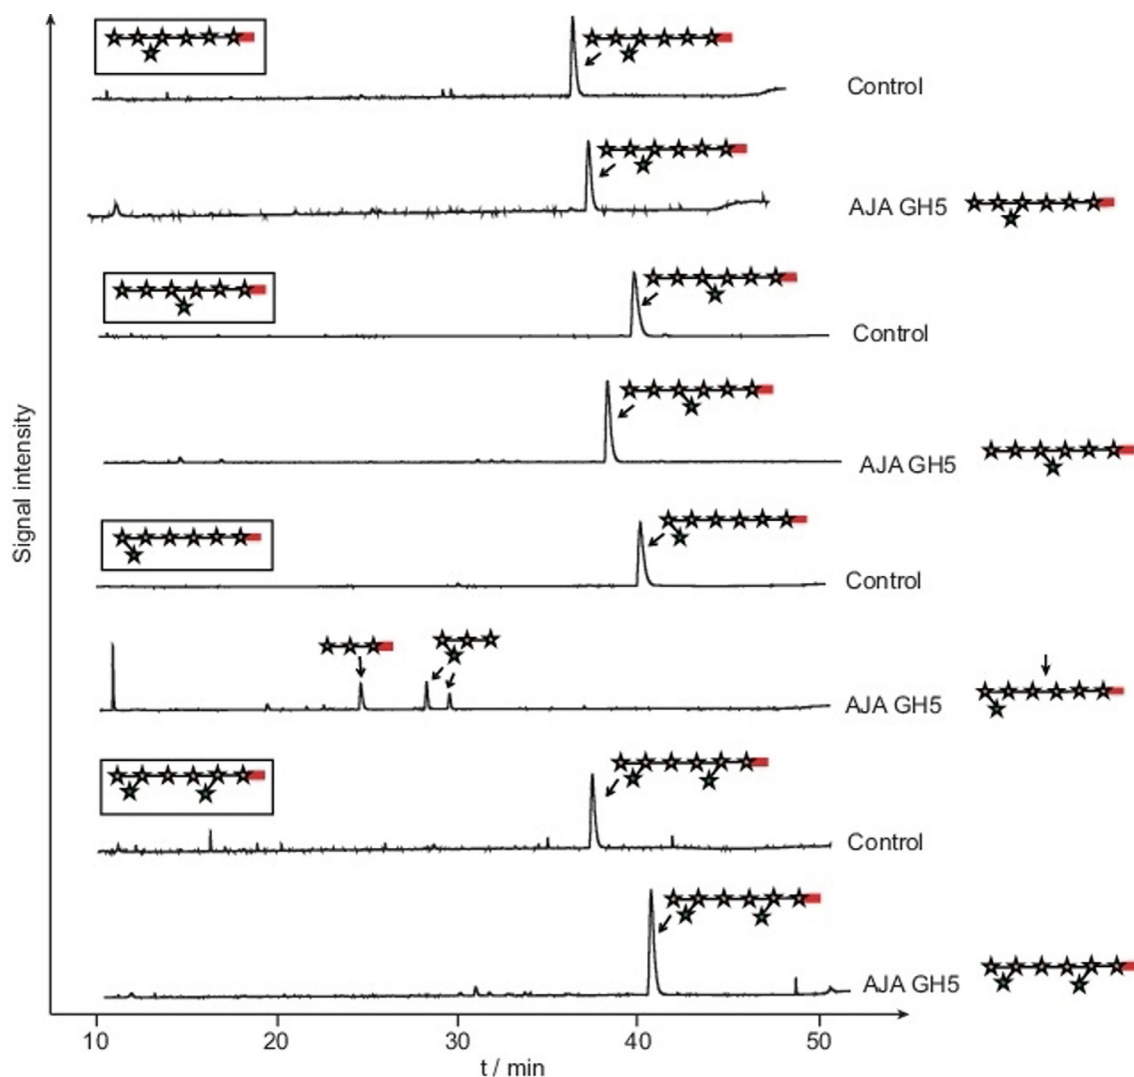 Control
AJA GH5
Control
AJA GH5
Control
AJA GH5
Control
AJA GH5
Signal intensity
10 20 30 40 50
t / min